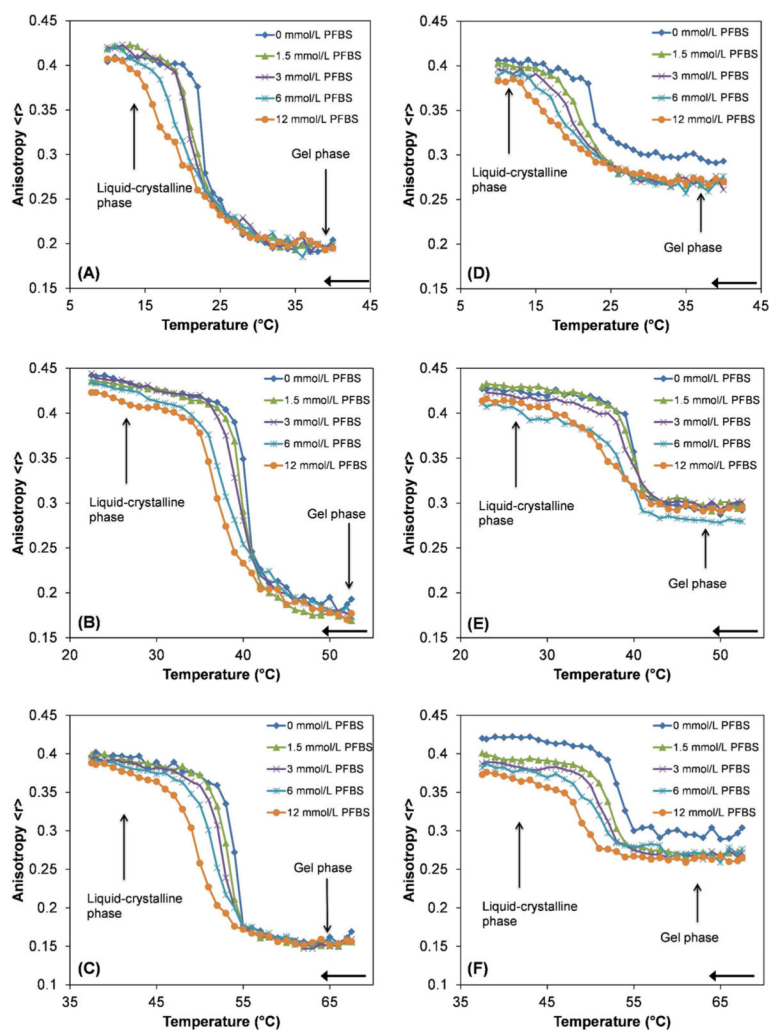 0.45
0.4
0.35
0.3
0.25
0.2
0.15
Anisotropy <r>
0 mmol/L PFBS
1.5 mmol/L PFBS
3 mmol/L PFBS
6 mmol/L PFBS
12 mmol/L PFBS
Gel phase
Liquid-crystalline
phase
(A)
5 15 25 35 45
Temperature (°C)
0.45
0.4
0.35
0.3
0.25
0.2
0.15
Anisotropy <r>
0 mmol/L PFBS
1.5 mmol/L PFBS
3 mmol/L PFBS
6 mmol/L PFBS
12 mmol/L PFBS
Liquid-crystalline
phase
Gel phase
(D)
5 15 25 35 45
Temperature (°C)
0.45
0.4
0.35
0.3
0.25
0.2
0.15
Anisotropy <r>
0 mmol/L PFBS
1.5 mmol/L PFBS
3 mmol/L PFBS
6 mmol/L PFBS
12 mmol/L PFBS
Liquid-crystalline
phase
Gel phase
(B)
20 30 40 50
Temperature (°C)
0.45
0.4
0.35
0.3
0.25
0.2
0.15
Anisotropy <r>
0 mmol/L PFBS
1.5 mmol/L PFBS
3 mmol/L PFBS
6 mmol/L PFBS
12 mmol/L PFBS
Liquid-crystalline
phase
Gel phase
(E)
20 30 40 50
Temperature (°C)
0.45
0.4
0.35
0.3
0.25
0.2
0.15
0.1
Anisotropy <r>
0 mmol/L PFBS
1.5 mmol/L PFBS
3 mmol/L PFBS
6 mmol/L PFBS
12 mmol/L PFBS
Liquid-crystalline
phase
Gel phase
(C)
35 45 55 65
Temperature (°C)
0.45
0.4
0.35
0.3
0.25
0.2
0.15
0.1
Anisotropy <r>
0 mmol/L PFBS
1.5 mmol/L PFBS
3 mmol/L PFBS
6 mmol/L PFBS
12 mmol/L PFBS
Liquid-crystalline
phase
Gel phase
(F)
35 45 55 65
Temperature (°C)